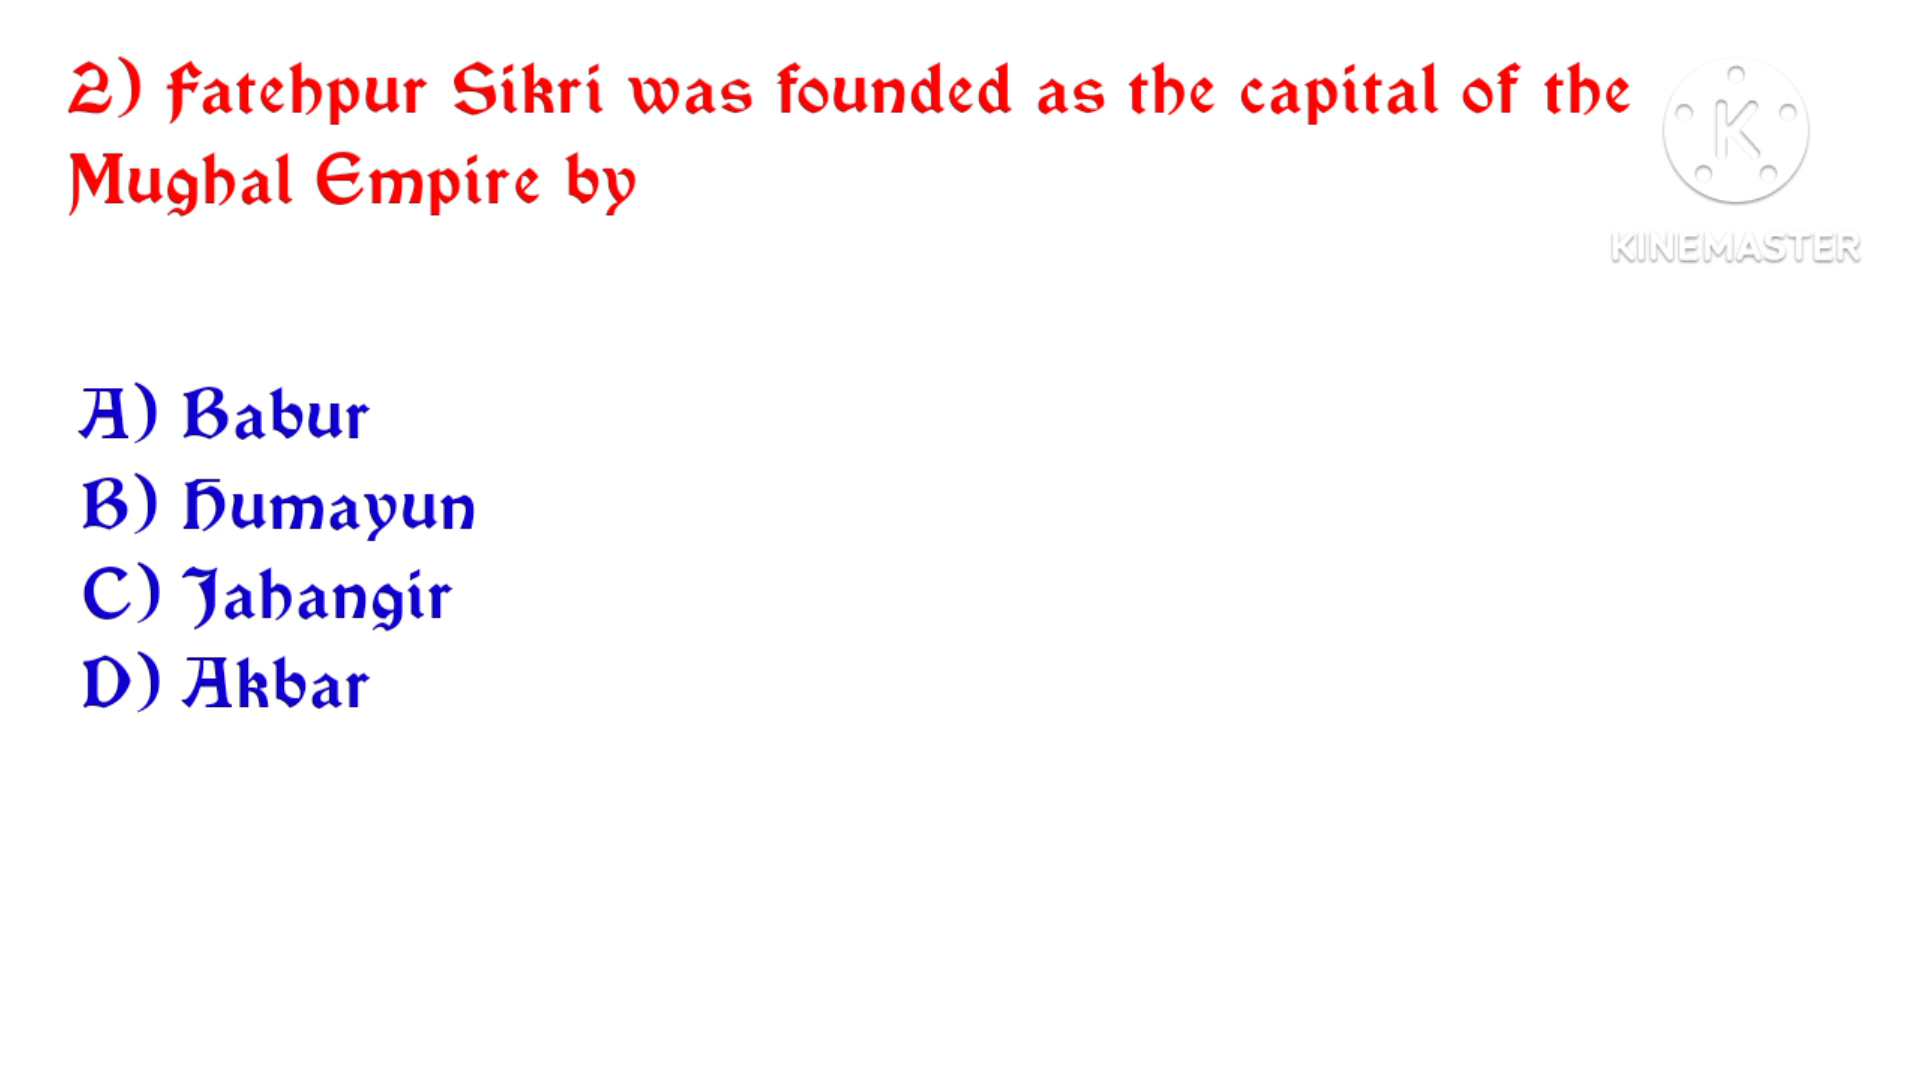 2) Fatehpur Sikri was founded as the capital of the
Mughal Empire by
K
KINEMASTER
A) Babur
B) Humayun
C) Jahangir
D) Akbar